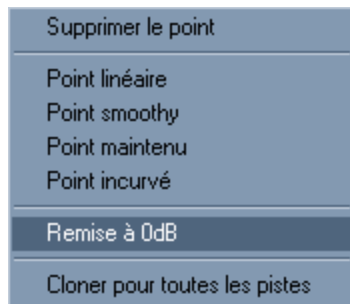 Supprimer le point
Point linéaire
Point smoothy
Point maintenu
Point incurvé
Remise à 0dB
Cloner pour toutes les pistes